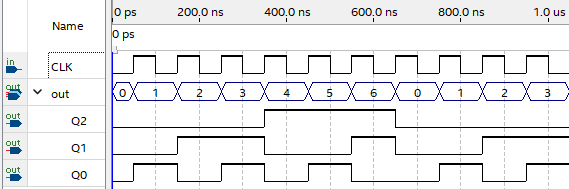 Name
0 ps 200.0 ns 400.0 ns 600.0 ns 800.0 ns 1.0 us
0 ps
in CLK
out out 0 1 2 3 4 5 6 0 1 2 3
out Q2
out Q1
out Q0